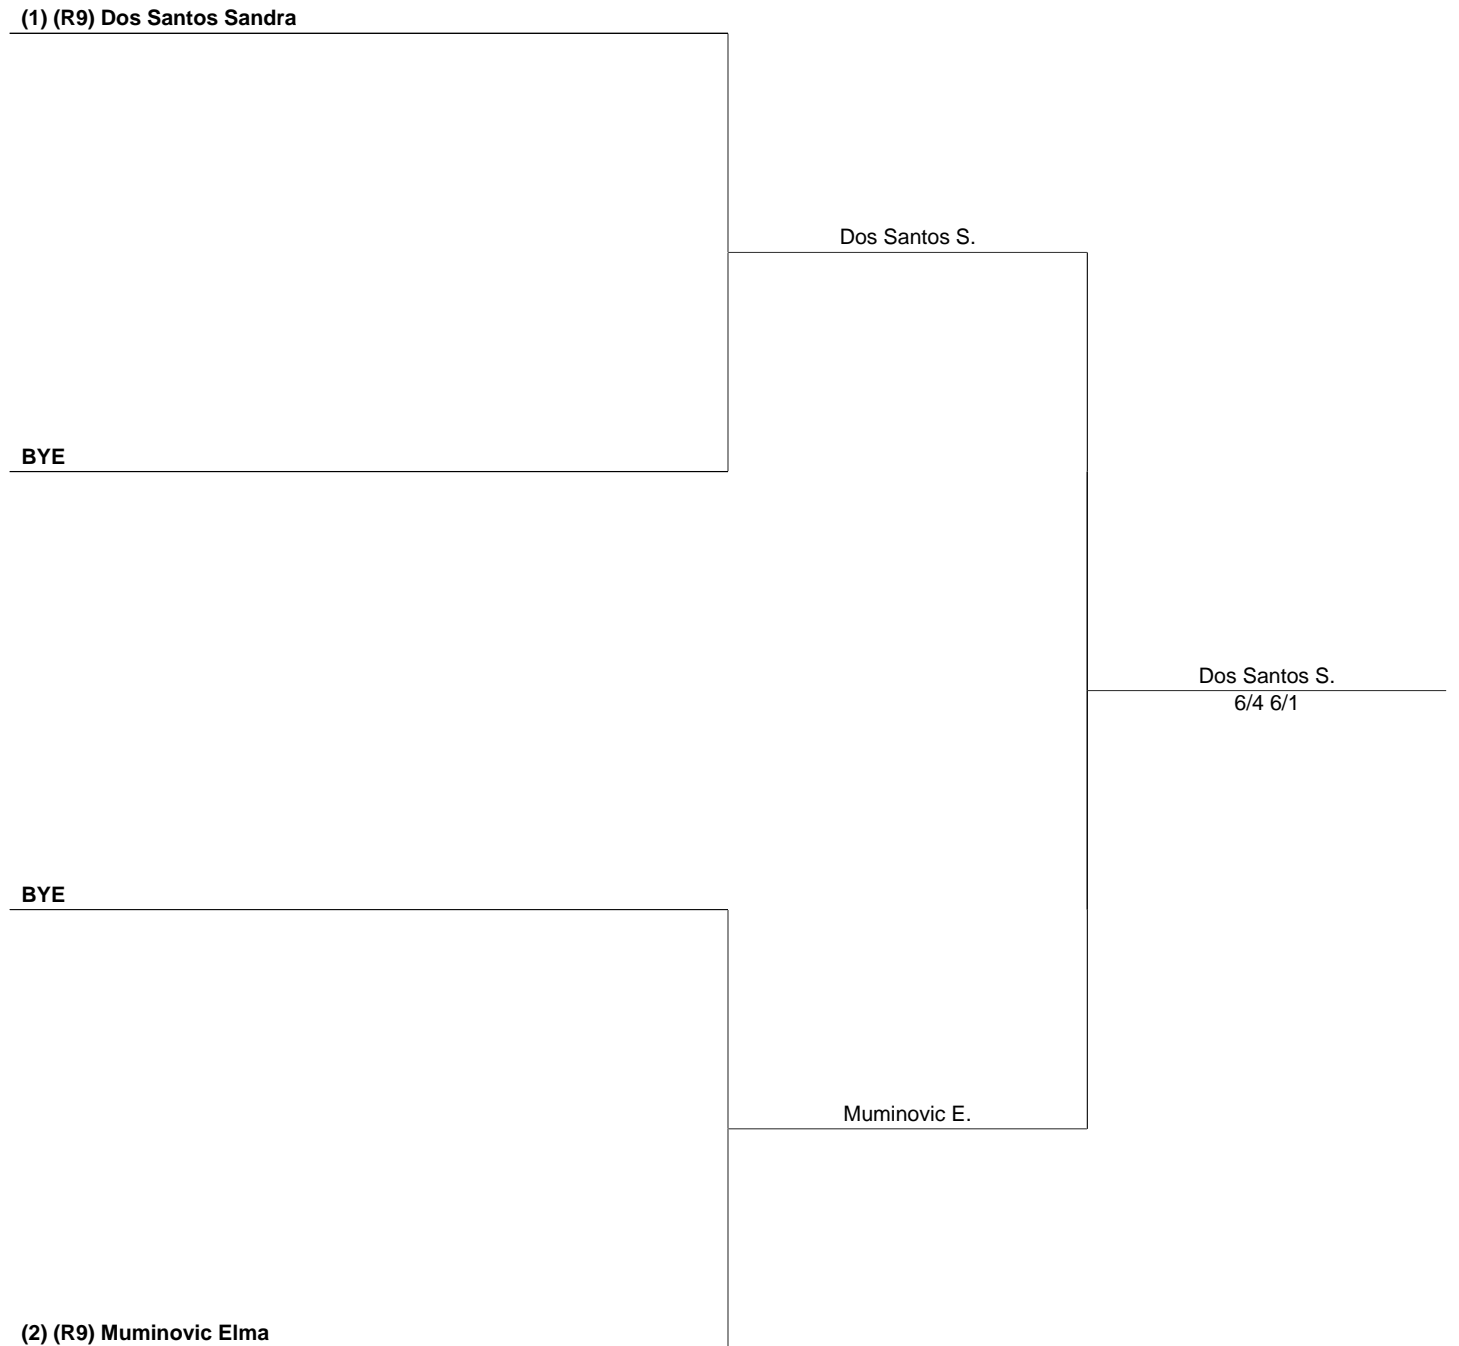 (1) (R9) Dos Santos Sandra
Dos Santos S.
BYE
Dos Santos S.
6/4 6/1
BYE
Muminovic E.
(2) (R9) Muminovic Elma